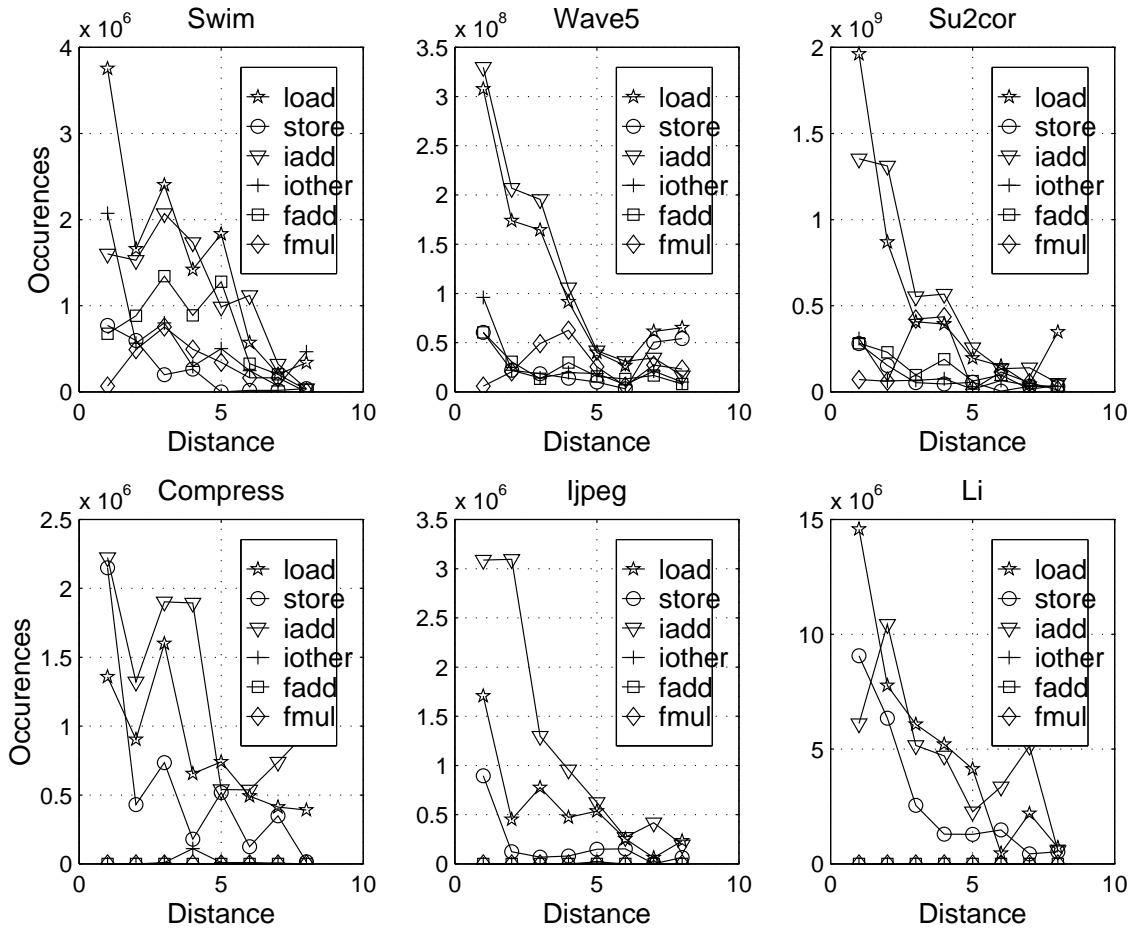 x 10^6
Swim
Occurences
4
3
2
1
0
0 5 10
Distance
load
store
iadd
iother
fadd
fmul
x 10^8
Wave5
3.5
3
2.5
2
1.5
1
0.5
0
0 5 10
Distance
load
store
iadd
iother
fadd
fmul
x 10^9
Su2cor
2
1.5
1
0.5
0
0 5 10
Distance
load
store
iadd
iother
fadd
fmul
x 10^6
Compress
Occurences
2.5
2
1.5
1
0.5
0
0 5 10
Distance
load
store
iadd
iother
fadd
fmul
x 10^6
Ijpeg
3.5
3
2.5
2
1.5
1
0.5
0
0 5 10
Distance
load
store
iadd
iother
fadd
fmul
x 10^6
Li
15
10
5
0
0 5 10
Distance
load
store
iadd
iother
fadd
fmul